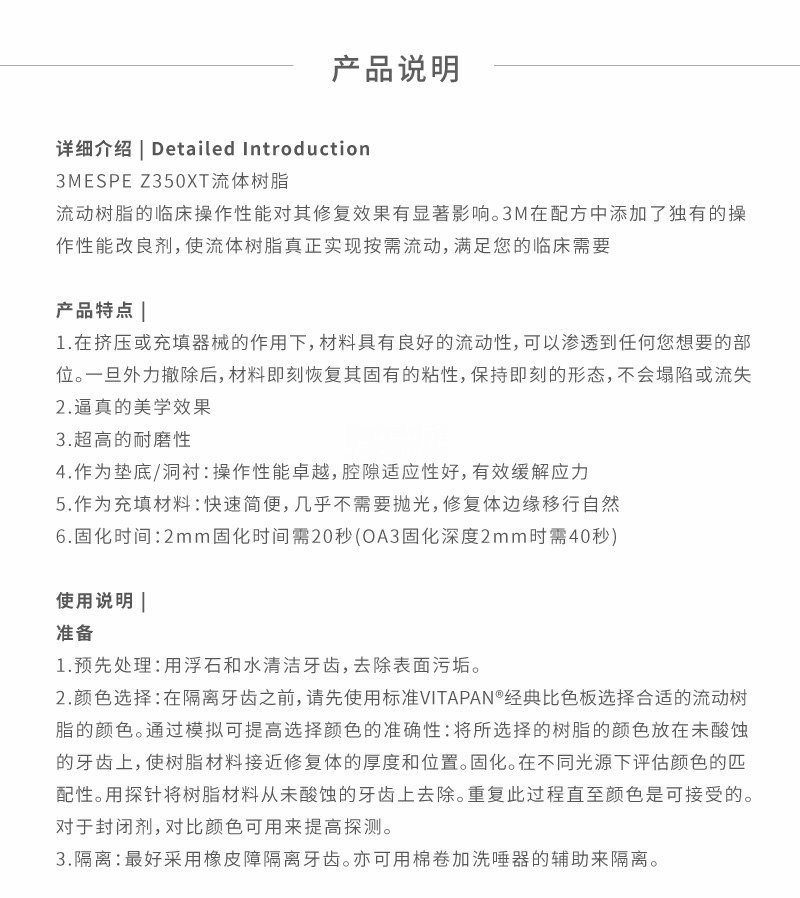 产品说明
详细介绍 | Detailed Introduction
3MESPE Z350XT流体树脂
流动树脂的临床操作性能对其修复效果有显著影响。3M在配方中添加了独有的操
作性能改良剂，使流体树脂真正实现按需流动，满足您的临床需要
产品特点 |
1.在挤压或充填器械的作用下，材料具有良好的流动性，可以渗透到任何您想要的部
位。一旦外力撤除后，材料即刻恢复其固有的粘性，保持即刻的形态，不会塌陷或流失
2.逼真的美学效果
3.超高的耐磨性
4.作为垫底/洞衬：操作性能卓越，腔隙适应性好，有效缓解应力
5.作为充填材料：快速简便，几乎不需要抛光，修复体边缘移行自然
6.固化时间：2mm固化时间需20秒(OA3固化深度2mm时需40秒)
使用说明 |
准备
1.预先处理：用浮石和水清洁牙齿，去除表面污垢。
2.颜色选择：在隔离牙齿之前，请先使用标准VITAPAN®经典比色板选择合适的流动树
脂的颜色。通过模拟可提高选择颜色的准确性：将所选择的树脂的颜色放在未酸蚀
的牙齿上，使树脂材料接近修复体的厚度和位置。固化。在不同光源下评估颜色的匹
配性。用探针将树脂材料从未酸蚀的牙齿上去除。重复此过程直至颜色是可接受的。
对于封闭剂，对比颜色可用来提高探测。
3.隔离：最好采用橡皮障隔离牙齿。亦可用棉卷加洗唾器的辅助来隔离。